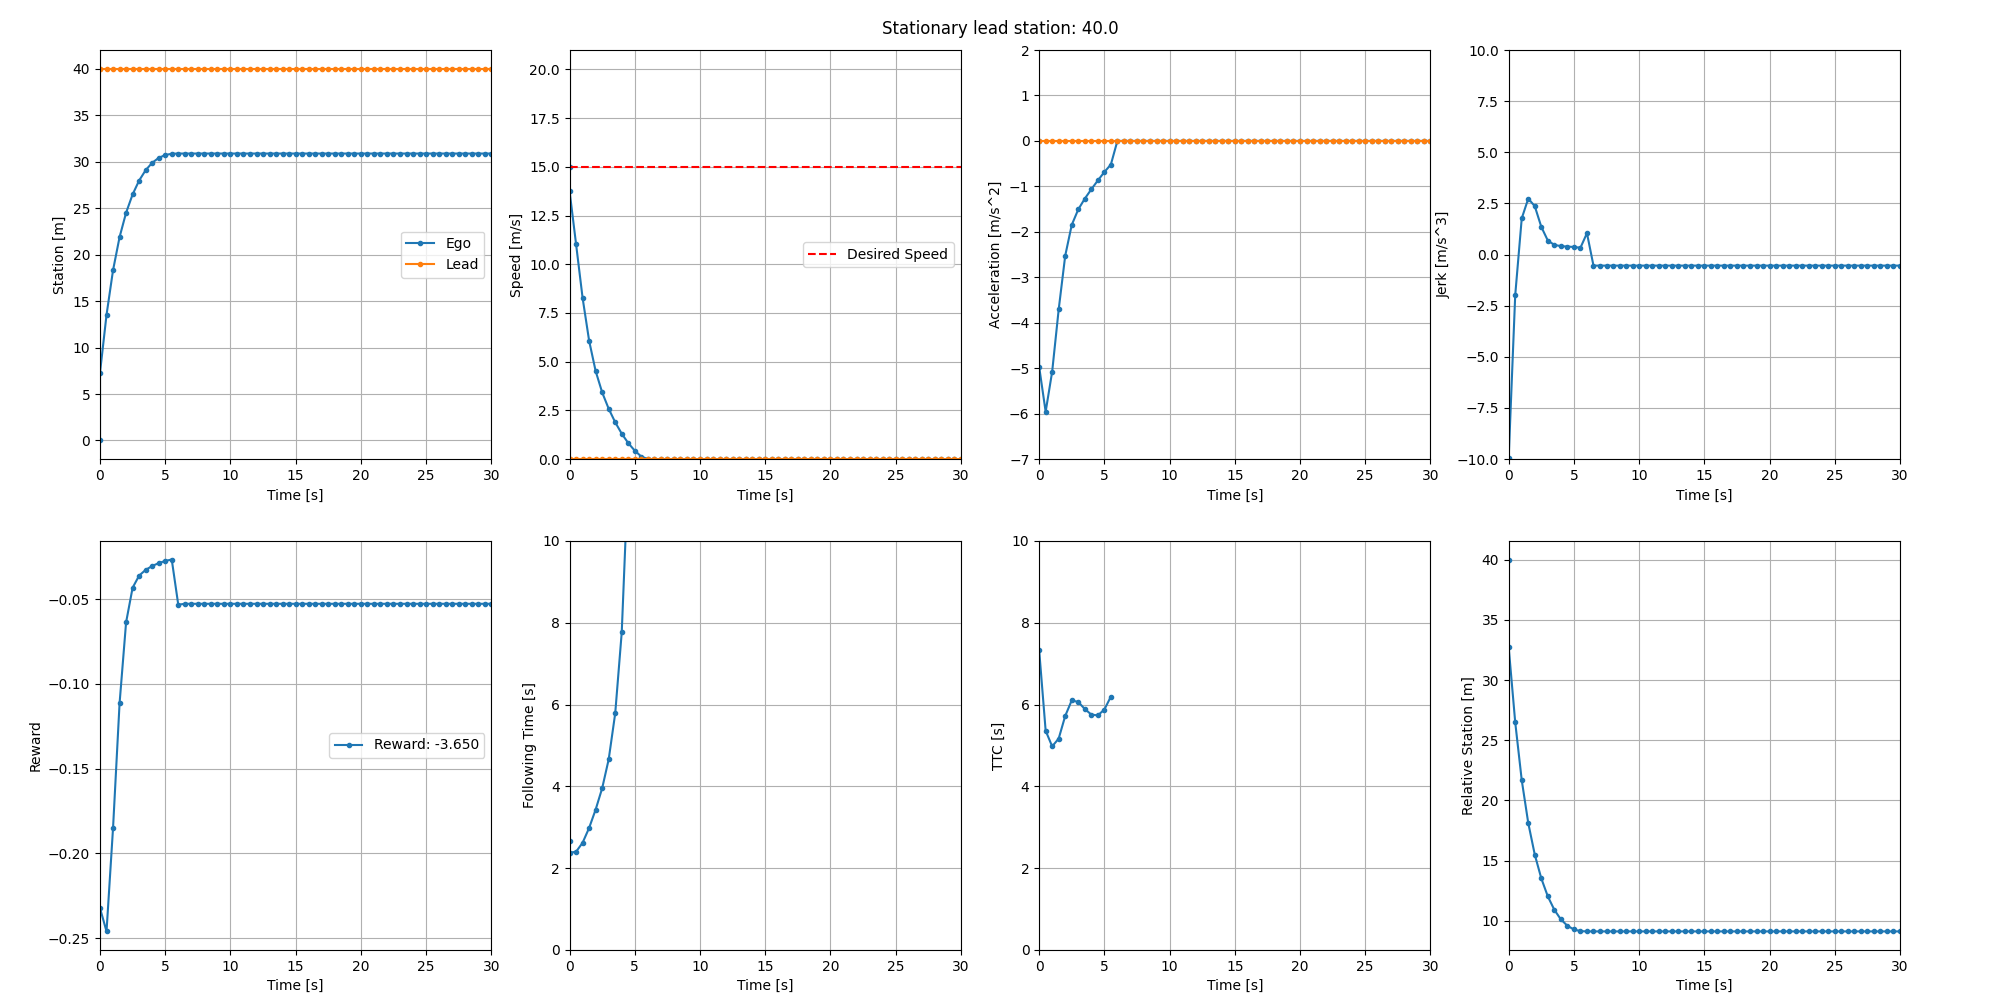 Stationary lead station: 40.0
Station [m]
40
35
30
25
20
15
10
5
0
Ego
Lead
0 5 10 15 20 25 30
Time [s]
Speed [m/s]
20.0
17.5
15.0
12.5
10.0
7.5
5.0
2.5
0.0
Desired Speed
0 5 10 15 20 25 30
Time [s]
Acceleration [m/s^2]
2
1
0
−1
−2
−3
−4
−5
−6
−7
0 5 10 15 20 25 30
Time [s]
Jerk [m/s^3]
10.0
7.5
5.0
2.5
0.0
−2.5
−5.0
−7.5
−10.0
0 5 10 15 20 25 30
Time [s]
Reward
−0.05
−0.10
−0.15
−0.20
−0.25
Reward: -3.650
0 5 10 15 20 25 30
Time [s]
Following Time [s]
10
8
6
4
2
0
0 5 10 15 20 25 30
Time [s]
TTC [s]
10
8
6
4
2
0
0 5 10 15 20 25 30
Time [s]
Relative Station [m]
40
35
30
25
20
15
10
0 5 10 15 20 25 30
Time [s]